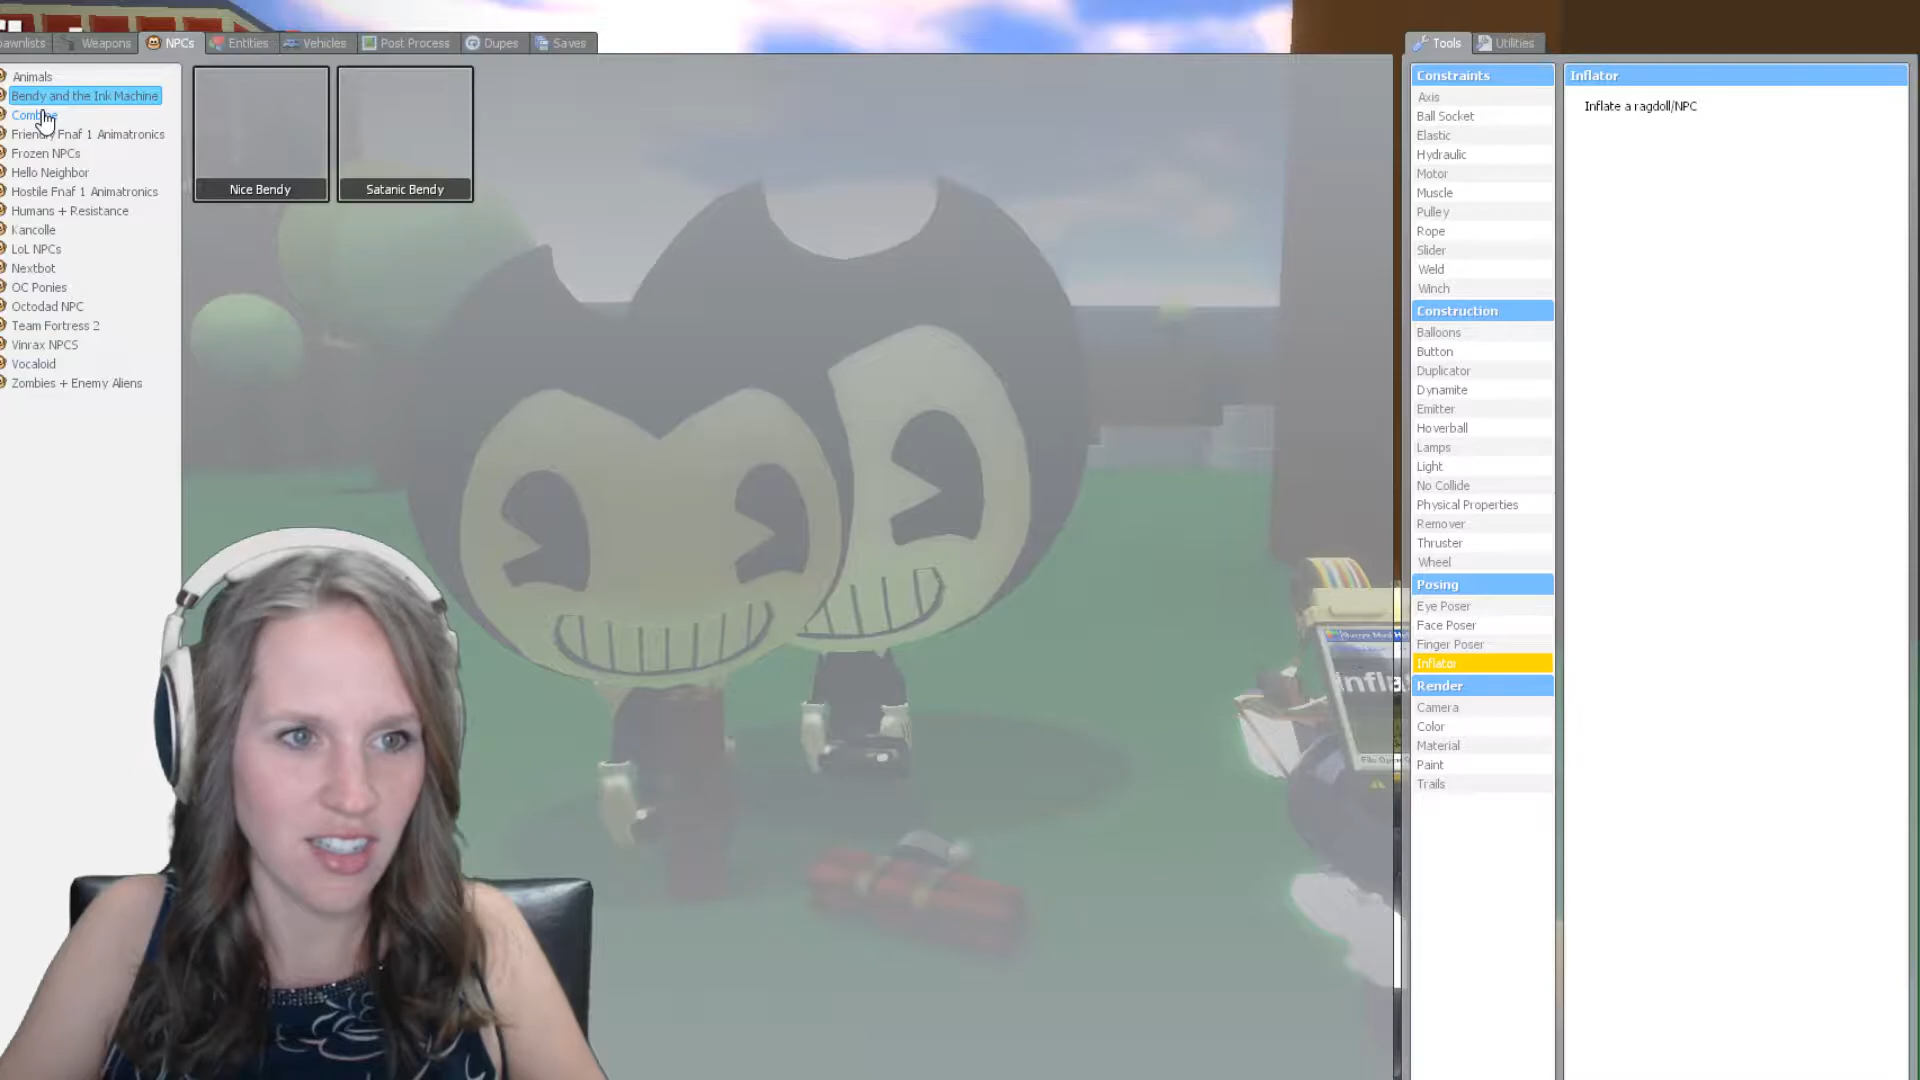 Weapons
NPCs
Entities
Vehicles
Post Process
Dupes
Saves
Tools
Utilities
Animals
Bendy and the Ink Machine
Combine
Friendly Fnaf 1 Animatronics
Frozen NPCs
Hello Neighbor
Hostile Fnaf 1 Animatronics
Humans + Resistance
Kancolle
LoL NPCs
Nextbot
OC Ponies
Octodad NPC
Team Fortress 2
Vinrax NPCS
Vocaloid
Zombies + Enemy Aliens
Nice Bendy
Satanic Bendy
Constraints
Axis
Ball Socket
Elastic
Hydraulic
Motor
Muscle
Pulley
Rope
Slider
Weld
Winch
Construction
Balloons
Button
Duplicator
Dynamite
Emitter
Hoverball
Lamps
Light
No Collide
Physical Properties
Remover
Thruster
Wheel
Posing
Eye Poser
Face Poser
Finger Poser
Inflator
Render
Camera
Color
Material
Paint
Trails
Inflator
Inflate a ragdoll/NPC